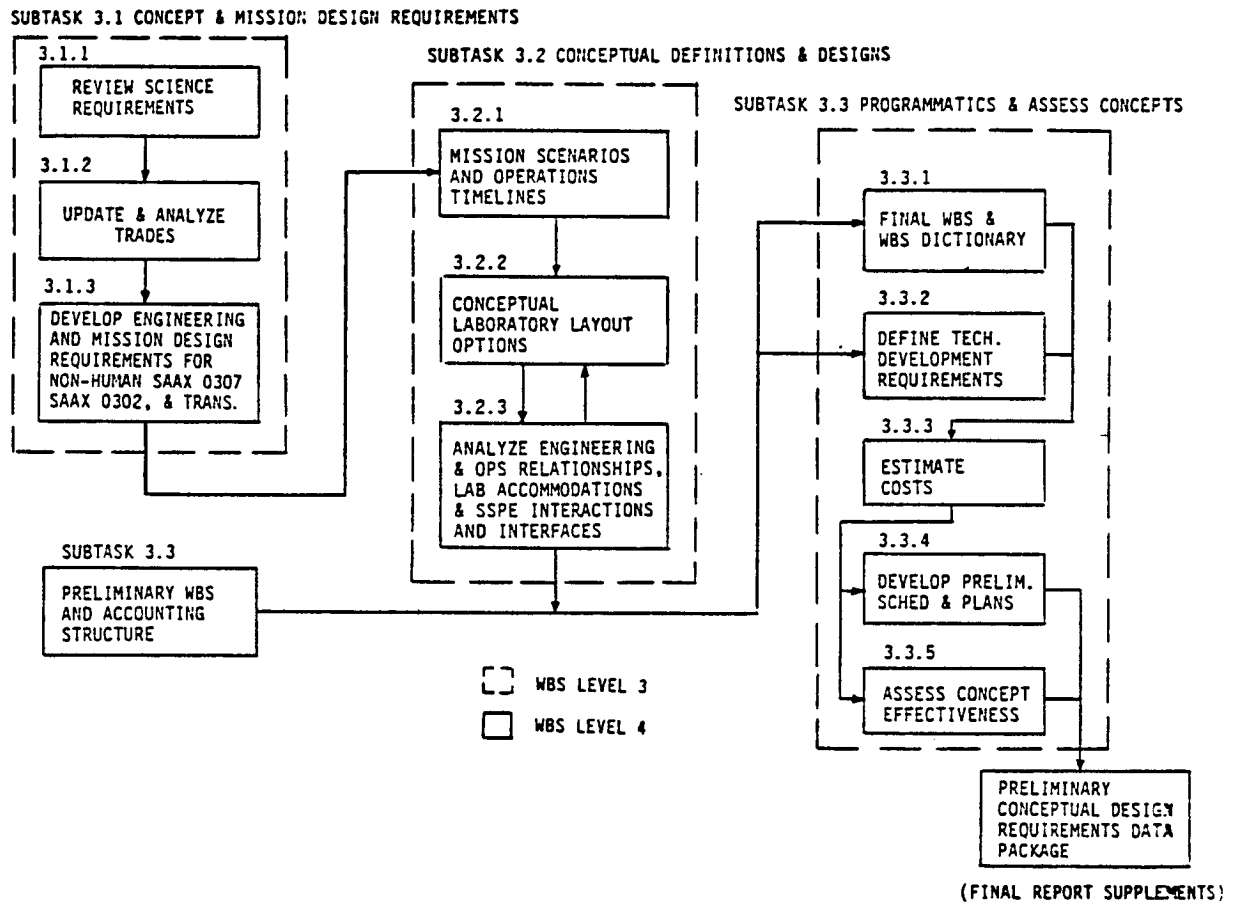 SUBTASK 3.1 CONCEPT & MISSION DESIGN REQUIREMENTS
3.1.1
REVIEW SCIENCE
REQUIREMENTS
3.1.2
UPDATE & ANALYZE
TRADES
3.1.3
DEVELOP ENGINEERING
AND MISSION DESIGN
REQUIREMENTS FOR
NON-HUMAN SAAX 0307
SAAX 0302, & TRANS.
SUBTASK 3.3
PRELIMINARY WBS
AND ACCOUNTING
STRUCTURE
SUBTASK 3.2 CONCEPTUAL DEFINITIONS & DESIGNS
3.2.1
MISSION SCENARIOS
AND OPERATIONS
TIMELINES
3.2.2
CONCEPTUAL
LABORATORY LAYOUT
OPTIONS
3.2.3
ANALYZE ENGINEERING
& OPS RELATIONSHIPS,
LAB ACCOMMODATIONS
& SSPE INTERACTIONS
AND INTERFACES
WBS LEVEL 3
WBS LEVEL 4
SUBTASK 3.3 PROGRAMMATICS & ASSESS CONCEPTS
3.3.1
FINAL WBS &
WBS DICTIONARY
3.3.2
DEFINE TECH.
DEVELOPMENT
REQUIREMENTS
3.3.3
ESTIMATE
COSTS
3.3.4
DEVELOP PRELIM.
SCHED & PLANS
3.3.5
ASSESS CONCEPT
EFFECTIVENESS
PRELIMINARY
CONCEPTUAL DESIGN
REQUIREMENTS DATA
PACKAGE
(FINAL REPORT SUPPLEMENTS)